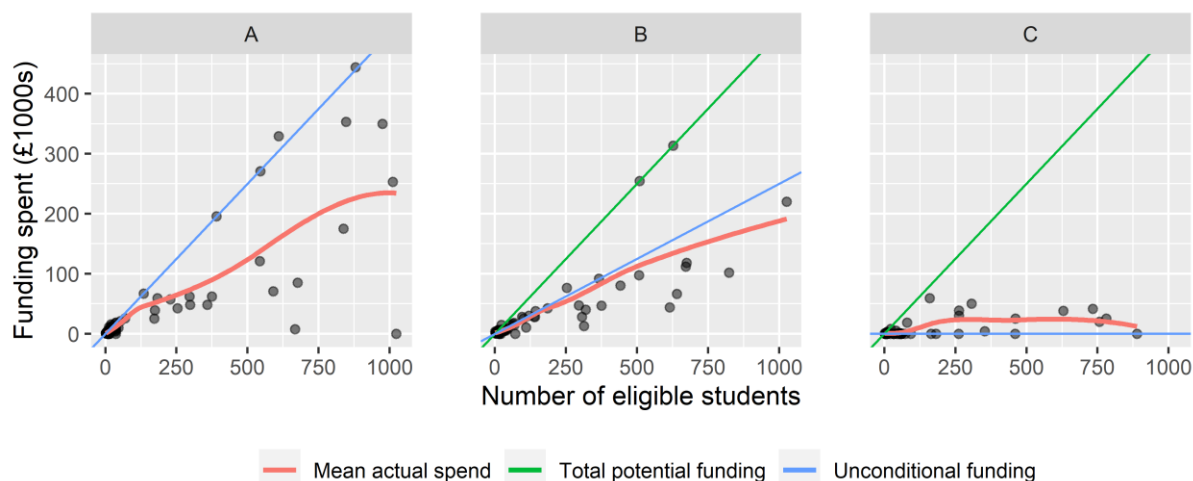 A B C
Funding spent (£1000s)
400
300
200
100
0
0 250 500 750 1000 0 250 500 750 1000 0 250 500 750 1000
Number of eligible students
Mean actual spend Total potential funding Unconditional funding